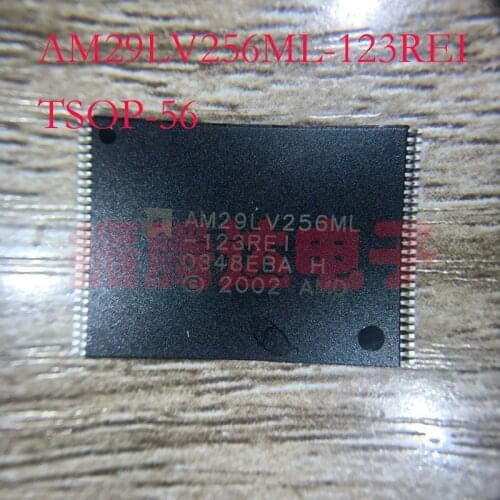 AM29LV256ML-123REI
TSOP-56
AM29LV256ML
-123REI
0348EBA H
© 2002 AMD